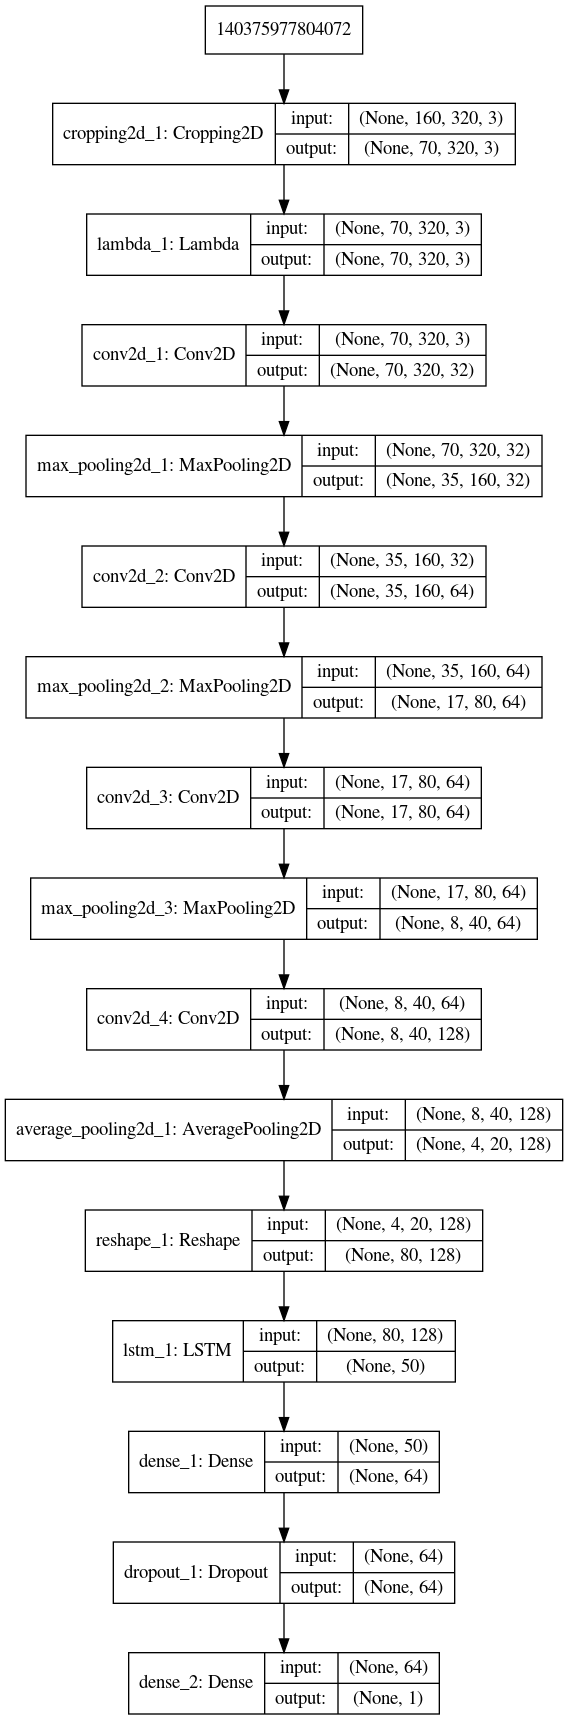 140375977804072
cropping2d_1: Cropping2D
input: (None, 160, 320, 3)
output: (None, 70, 320, 3)
lambda_1: Lambda
input: (None, 70, 320, 3)
output: (None, 70, 320, 3)
conv2d_1: Conv2D
input: (None, 70, 320, 3)
output: (None, 70, 320, 32)
max_pooling2d_1: MaxPooling2D
input: (None, 70, 320, 32)
output: (None, 35, 160, 32)
conv2d_2: Conv2D
input: (None, 35, 160, 32)
output: (None, 35, 160, 64)
max_pooling2d_2: MaxPooling2D
input: (None, 35, 160, 64)
output: (None, 17, 80, 64)
conv2d_3: Conv2D
input: (None, 17, 80, 64)
output: (None, 17, 80, 64)
max_pooling2d_3: MaxPooling2D
input: (None, 17, 80, 64)
output: (None, 8, 40, 64)
conv2d_4: Conv2D
input: (None, 8, 40, 64)
output: (None, 8, 40, 128)
average_pooling2d_1: AveragePooling2D
input: (None, 8, 40, 128)
output: (None, 4, 20, 128)
reshape_1: Reshape
input: (None, 4, 20, 128)
output: (None, 80, 128)
lstm_1: LSTM
input: (None, 80, 128)
output: (None, 50)
dense_1: Dense
input: (None, 50)
output: (None, 64)
dropout_1: Dropout
input: (None, 64)
output: (None, 64)
dense_2: Dense
input: (None, 64)
output: (None, 1)